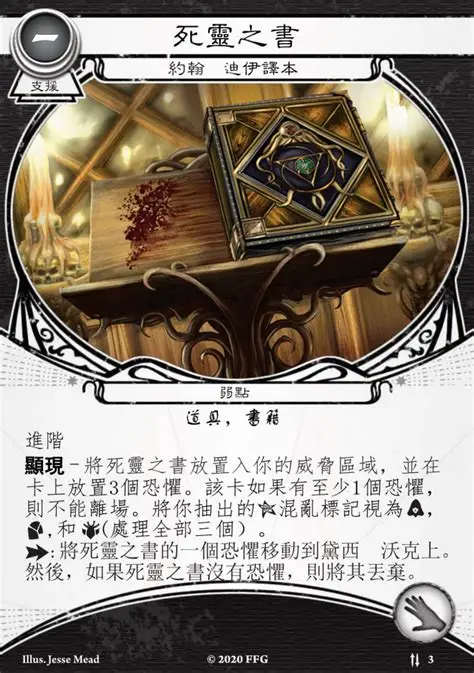 支援
死靈之書
約翰 迪伊譯本
弱點
道具，書籍
進階
顯現－將死靈之書放置入你的威脅區域，並在
卡上放置3個恐懼。該卡如果有至少1個恐懼，
則不能離場。將你抽出的混亂標記視為，
,和(處理全部三個)。
:將死靈之書的一個恐懼移動到黛西 沃克上。
然後，如果死靈之書沒有恐懼，則將其丟棄。
Illus. Jesse Mead © 2020 FFG 3